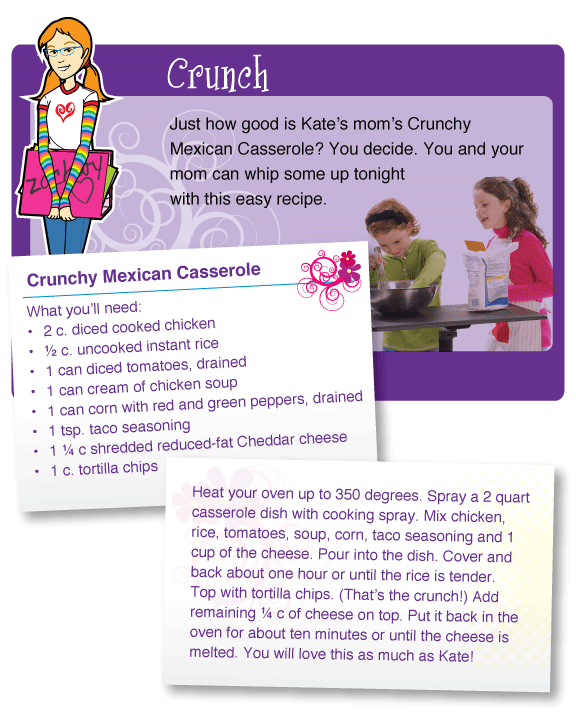 Crunch
Just how good is Kate's mom's Crunchy
Mexican Casserole? You decide. You and your
mom can whip some up tonight
with this easy recipe.
Crunchy Mexican Casserole
What you'll need:
• 2 c. diced cooked chicken
• ½ c. uncooked instant rice
• 1 can diced tomatoes, drained
• 1 can cream of chicken soup
• 1 can corn with red and green peppers, drained
• 1 tsp. taco seasoning
• 1 ¼ c shredded reduced-fat Cheddar cheese
• 1 c. tortilla chips
Heat your oven up to 350 degrees. Spray a 2 quart
casserole dish with cooking spray. Mix chicken,
rice, tomatoes, soup, corn, taco seasoning and 1
cup of the cheese. Pour into the dish. Cover and
back about one hour or until the rice is tender.
Top with tortilla chips. (That's the crunch!) Add
remaining ¼ c of cheese on top. Put it back in the
oven for about ten minutes or until the cheese is
melted. You will love this as much as Kate!